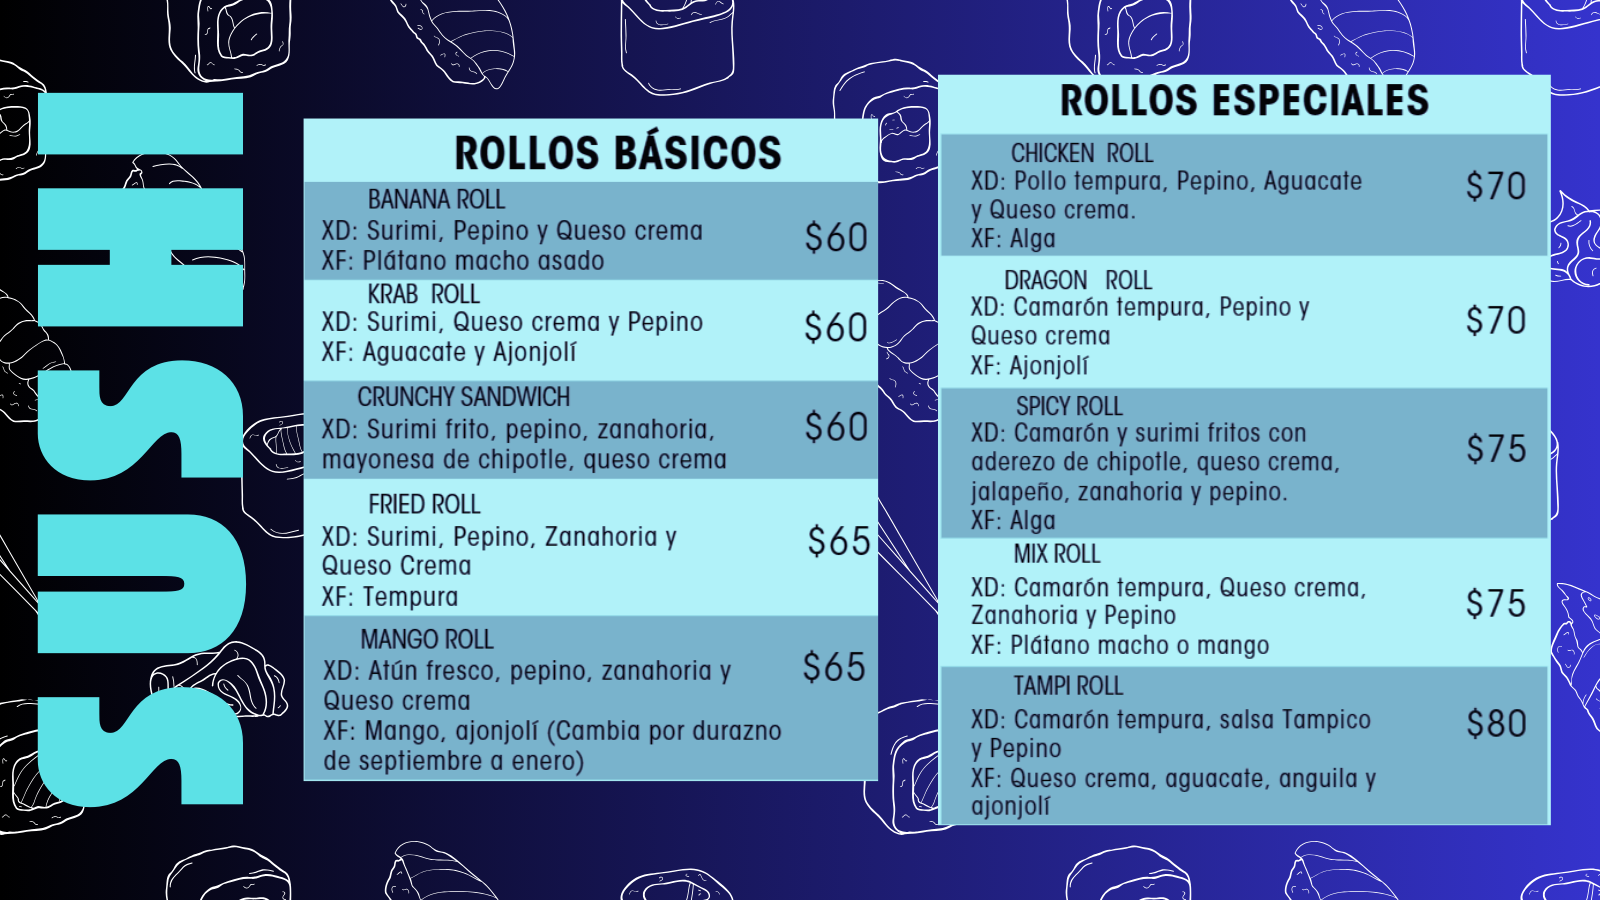 SUSHI
ROLLOS BÁSICOS
BANANA ROLL
XD: Surimi, Pepino y Queso crema
XF: Plátano macho asado
$60
KRAB ROLL
XD: Surimi, Queso crema y Pepino
XF: Aguacate y Ajonjolí
$60
CRUNCHY SANDWICH
XD: Surimi frito, pepino, zanahoria,
mayonesa de chipotle, queso crema
$60
FRIED ROLL
XD: Surimi, Pepino, Zanahoria y
Queso Crema
XF: Tempura
$65
MANGO ROLL
XD: Atún fresco, pepino, zanahoria y
Queso crema
XF: Mango, ajonjolí (Cambia por durazno
de septiembre a enero)
$65
ROLLOS ESPECIALES
CHICKEN ROLL
XD: Pollo tempura, Pepino, Aguacate
y Queso crema.
XF: Alga
$70
DRAGON ROLL
XD: Camarón tempura, Pepino y
Queso crema
XF: Ajonjolí
$70
SPICY ROLL
XD: Camarón y surimi fritos con
aderezo de chipotle, queso crema,
jalapeño, zanahoria y pepino.
XF: Alga
$75
MIX ROLL
XD: Camarón tempura, Queso crema,
Zanahoria y Pepino
XF: Plátano macho o mango
$75
TAMPI ROLL
XD: Camarón tempura, salsa Tampico
y Pepino
XF: Queso crema, aguacate, anguila y
ajonjolí
$80